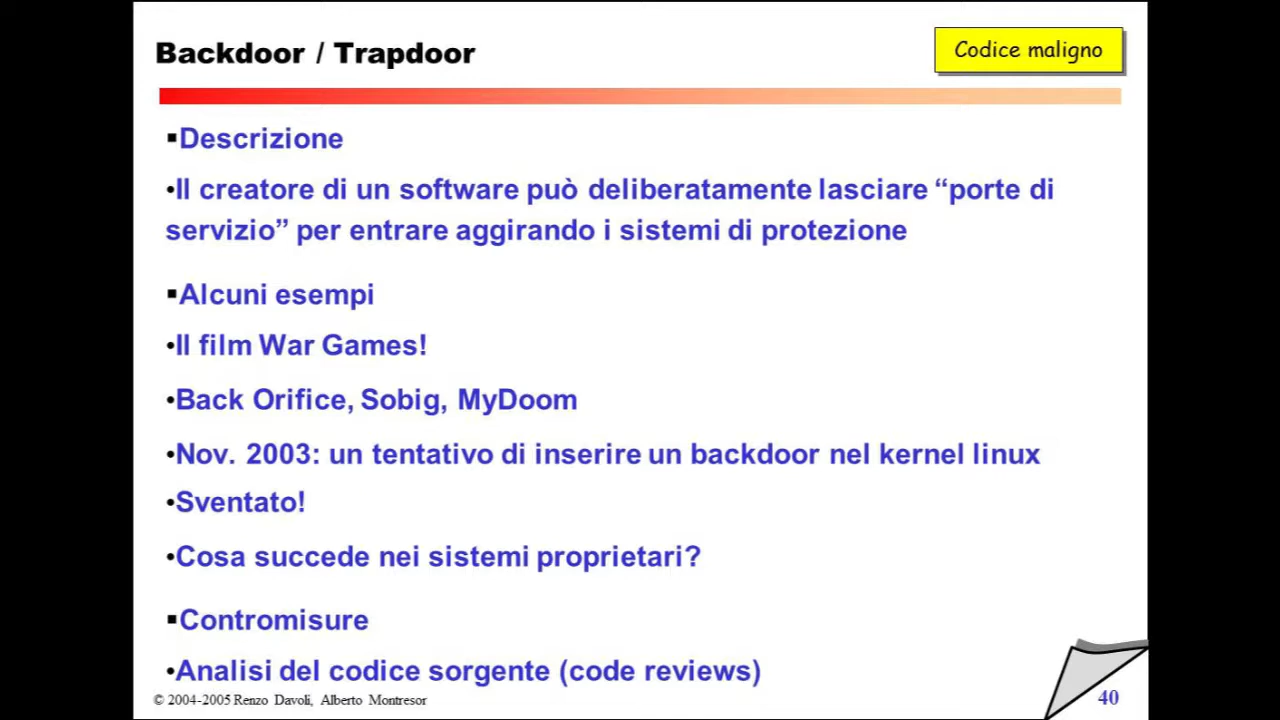 Backdoor / Trapdoor
Codice maligno
▪Descrizione
•Il creatore di un software può deliberatamente lasciare “porte di
servizio” per entrare aggirando i sistemi di protezione
▪Alcuni esempi
•Il film War Games!
•Back Orifice, Sobig, MyDoom
•Nov. 2003: un tentativo di inserire un backdoor nel kernel linux
•Sventato!
•Cosa succede nei sistemi proprietari?
▪Contromisure
•Analisi del codice sorgente (code reviews)
© 2004-2005 Renzo Davoli, Alberto Montresor
40